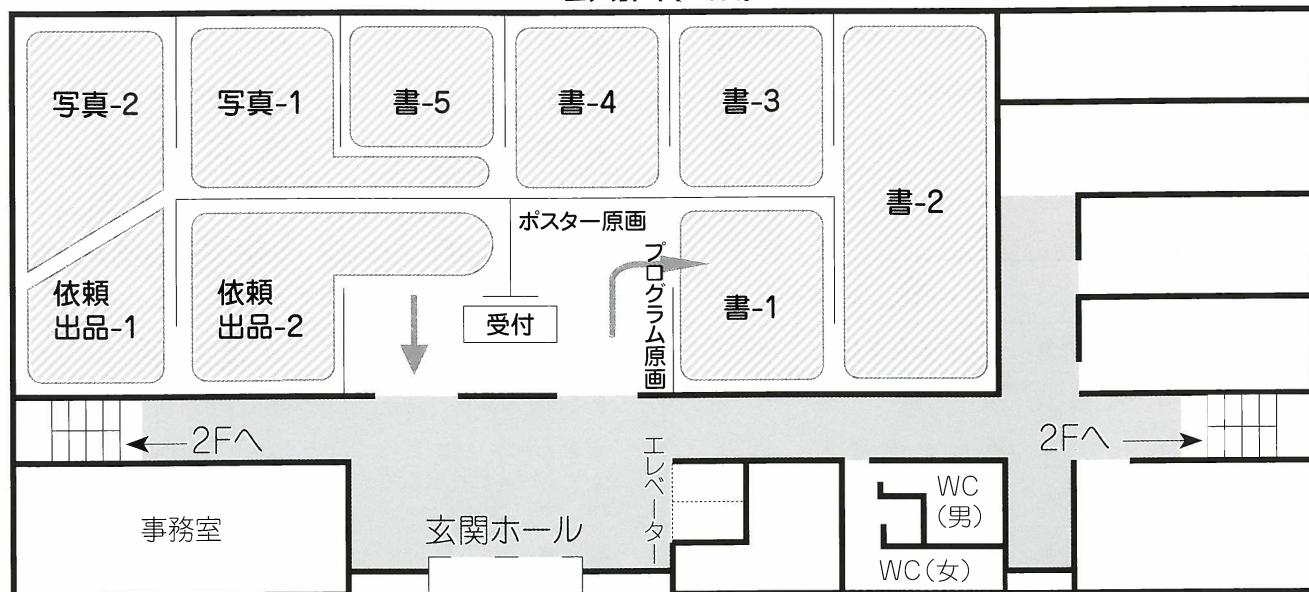 写真-2
写真-1
書-5
書-4
書-3
書-2
ポスター原画
プログラム原画
依頼
出品-1
依頼
出品-2
受付
書-1
2Fへ
エレベーター
2Fへ
事務室
玄関ホール
WC
(男)
WC(女)